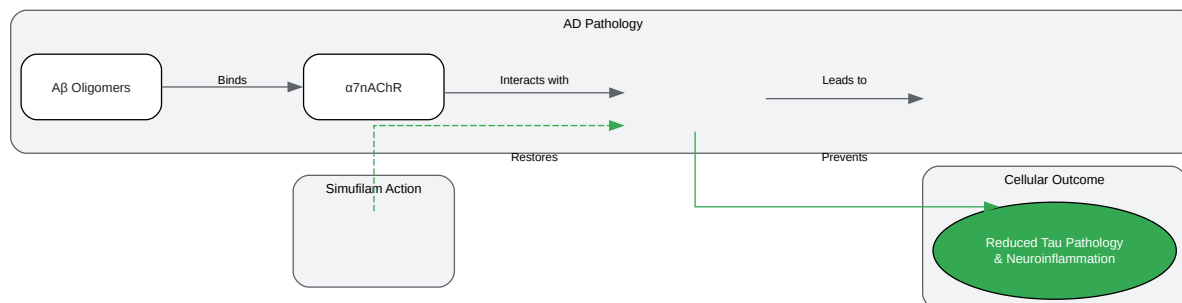 AD Pathology
Aβ Oligomers
Binds
α7nAChR
Interacts with
Leads to
Restores
Prevents
Simufilam Action
Cellular Outcome
Reduced Tau Pathology
& Neuroinflammation